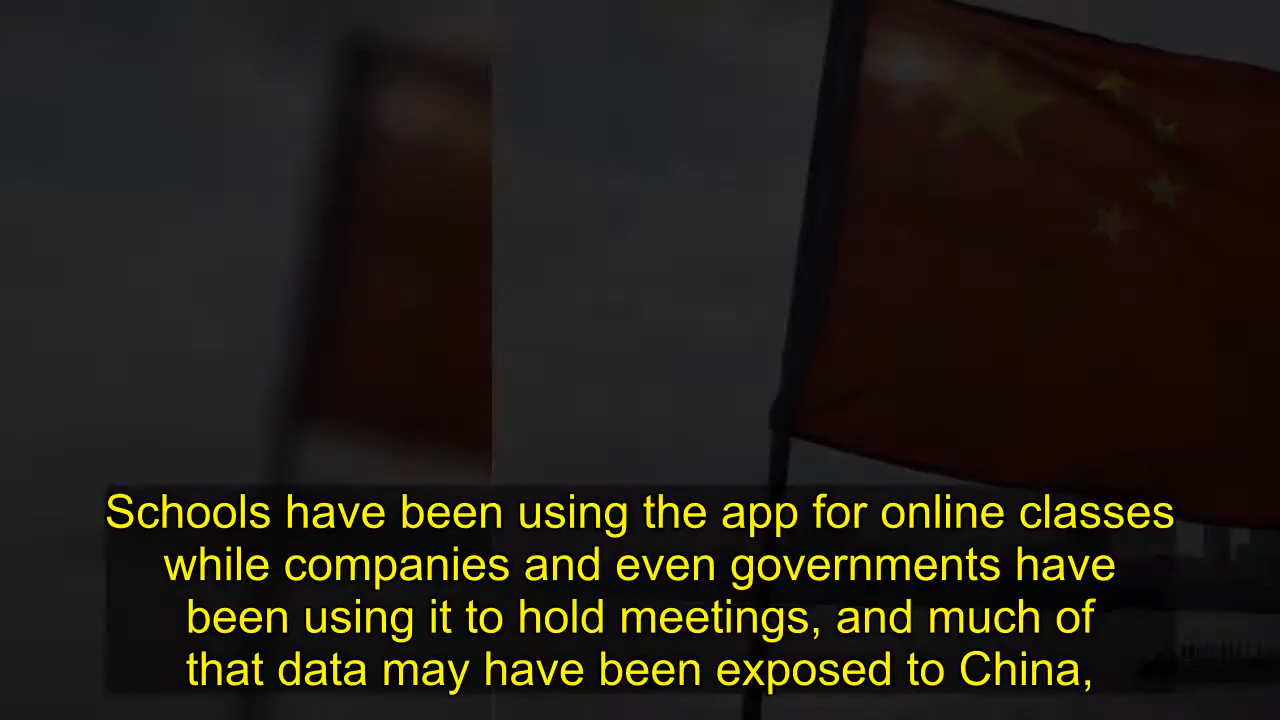 Schools have been using the app for online classes
while companies and even governments have
been using it to hold meetings, and much of
that data may have been exposed to China,